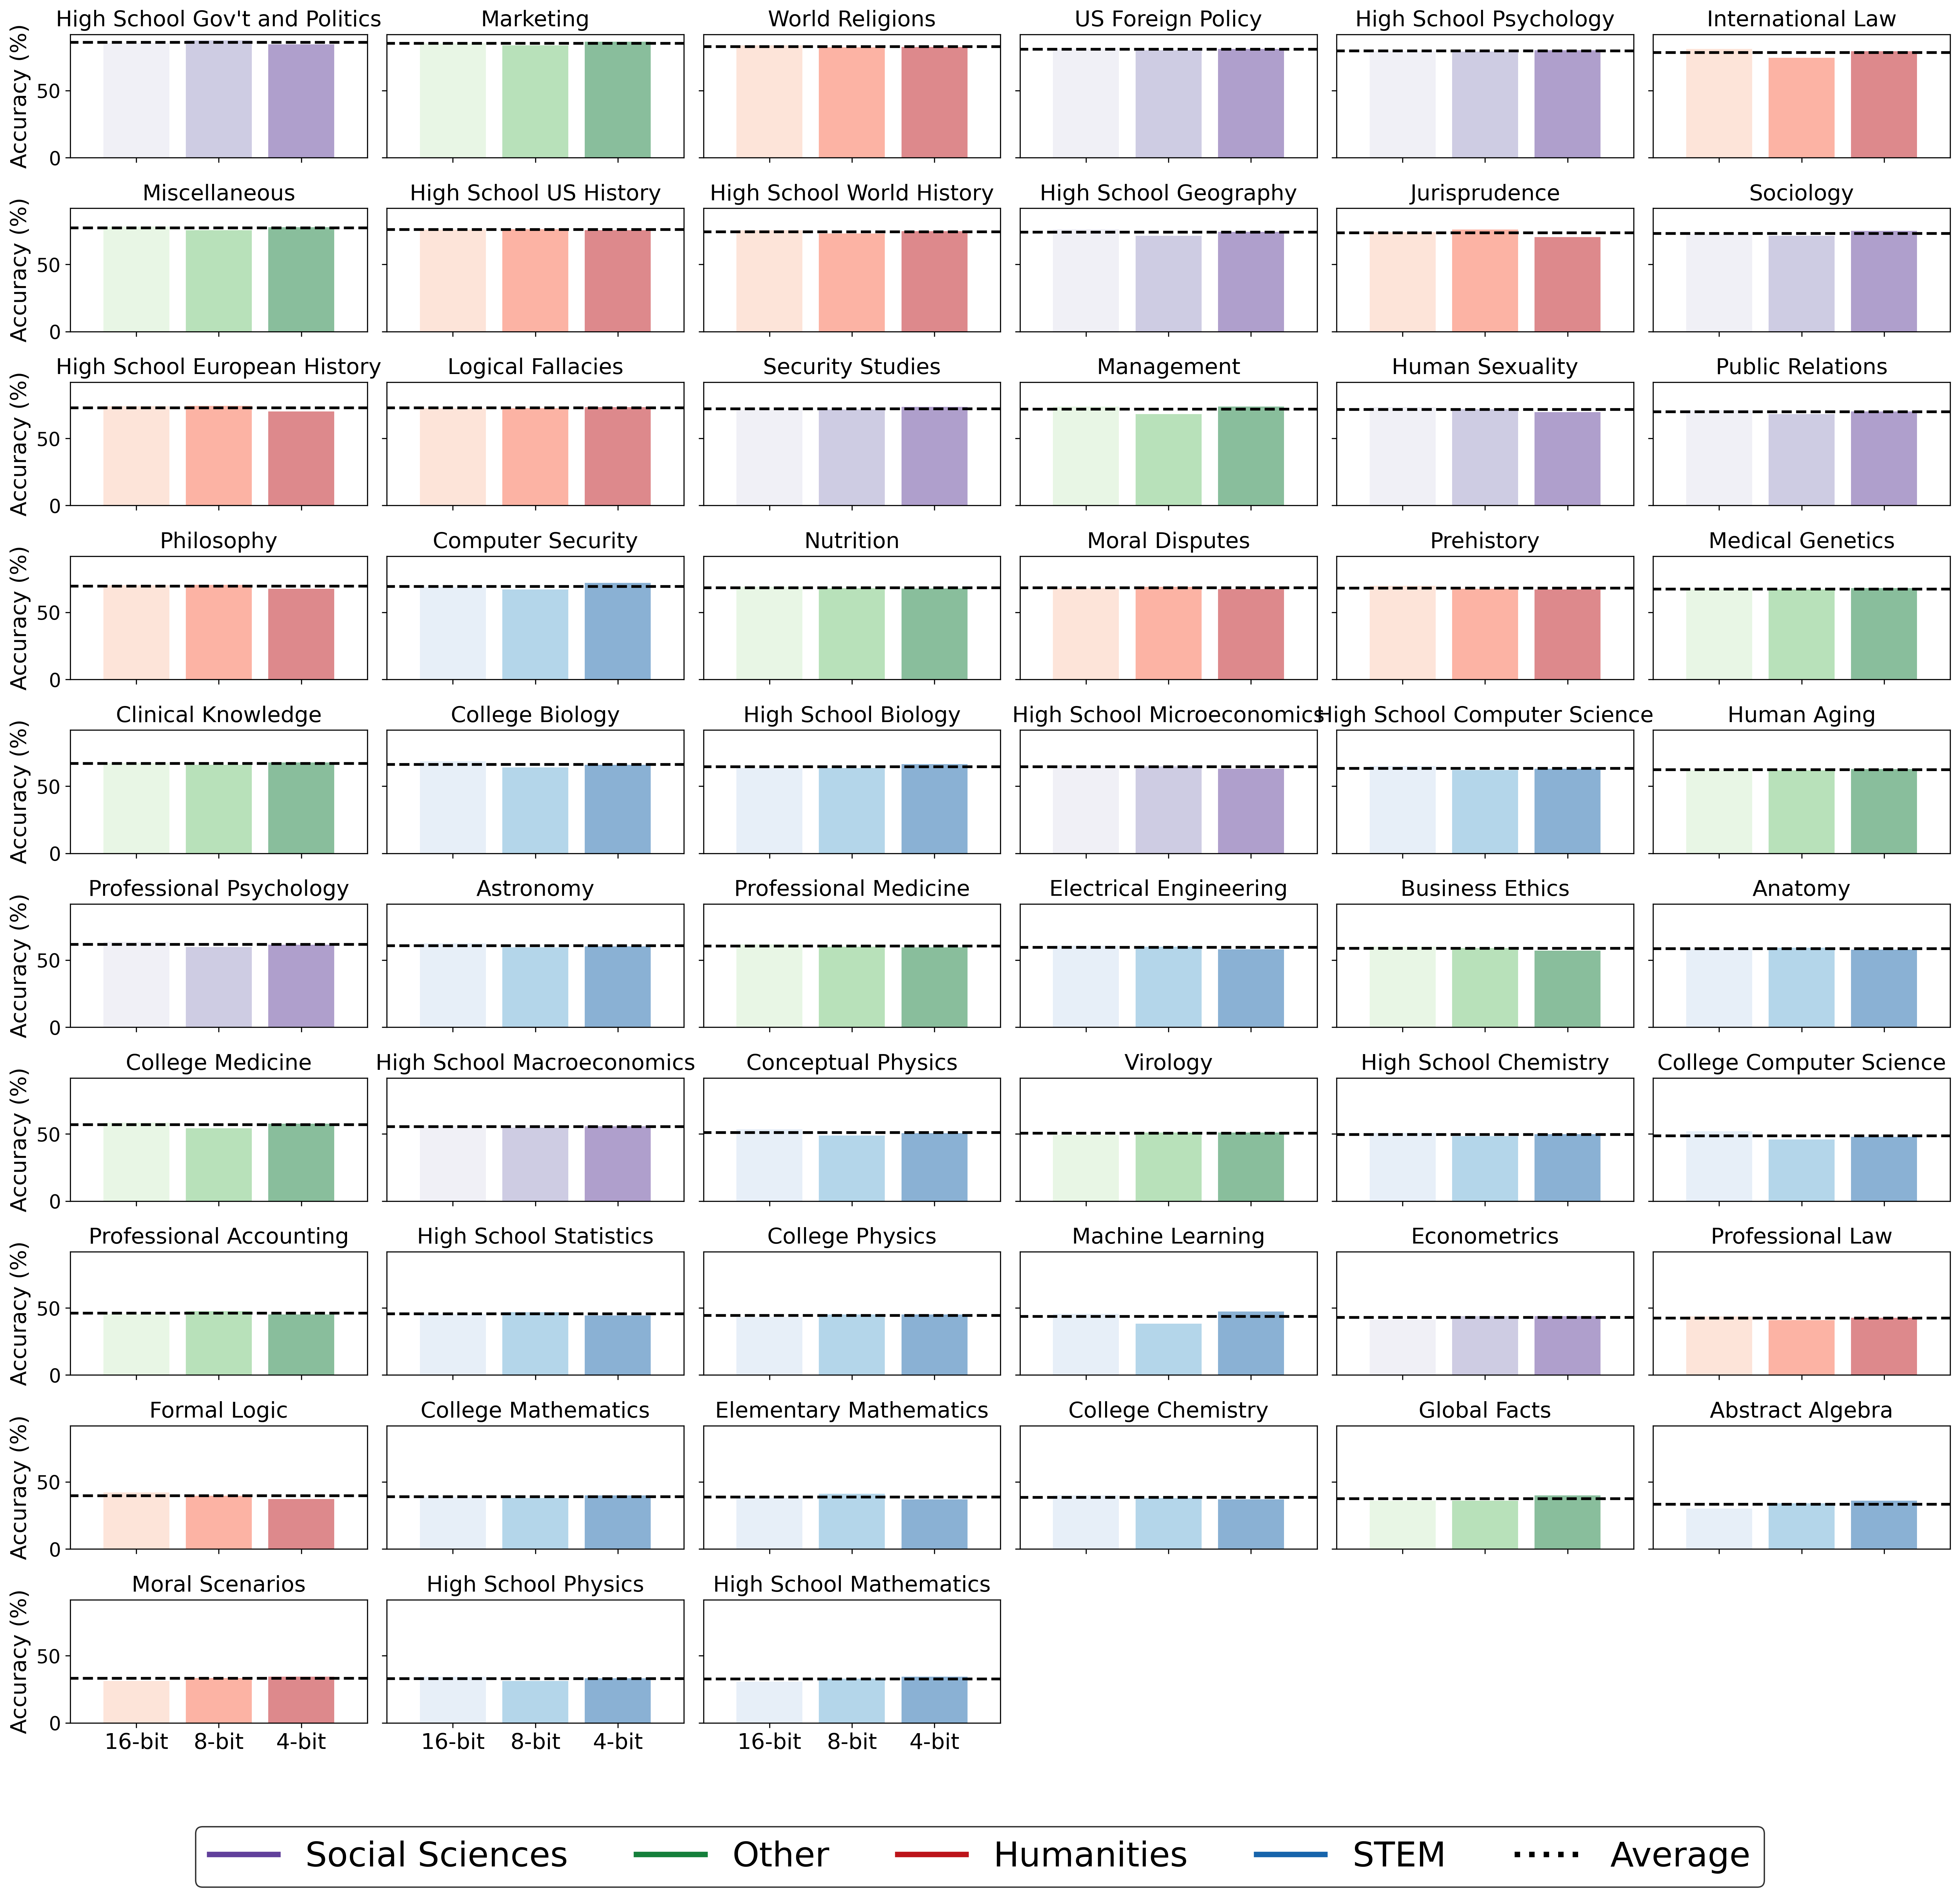 High School Gov't and Politics
Marketing
World Religions
US Foreign Policy
High School Psychology
International Law
Accuracy (%)
50
0
Miscellaneous
High School US History
High School World History
High School Geography
Jurisprudence
Sociology
Accuracy (%)
50
0
High School European History
Logical Fallacies
Security Studies
Management
Human Sexuality
Public Relations
Accuracy (%)
50
0
Philosophy
Computer Security
Nutrition
Moral Disputes
Prehistory
Medical Genetics
Accuracy (%)
50
0
Clinical Knowledge
College Biology
High School Biology
High School Microeconomics
High School Computer Science
Human Aging
Accuracy (%)
50
0
Professional Psychology
Astronomy
Professional Medicine
Electrical Engineering
Business Ethics
Anatomy
Accuracy (%)
50
0
College Medicine
High School Macroeconomics
Conceptual Physics
Virology
High School Chemistry
College Computer Science
Accuracy (%)
50
0
Professional Accounting
High School Statistics
College Physics
Machine Learning
Econometrics
Professional Law
Accuracy (%)
50
0
Formal Logic
College Mathematics
Elementary Mathematics
College Chemistry
Global Facts
Abstract Algebra
Accuracy (%)
50
0
Moral Scenarios
High School Physics
High School Mathematics
Accuracy (%)
50
0
16-bit 8-bit 4-bit
16-bit 8-bit 4-bit
16-bit 8-bit 4-bit
Social Sciences
Other
Humanities
STEM
Average